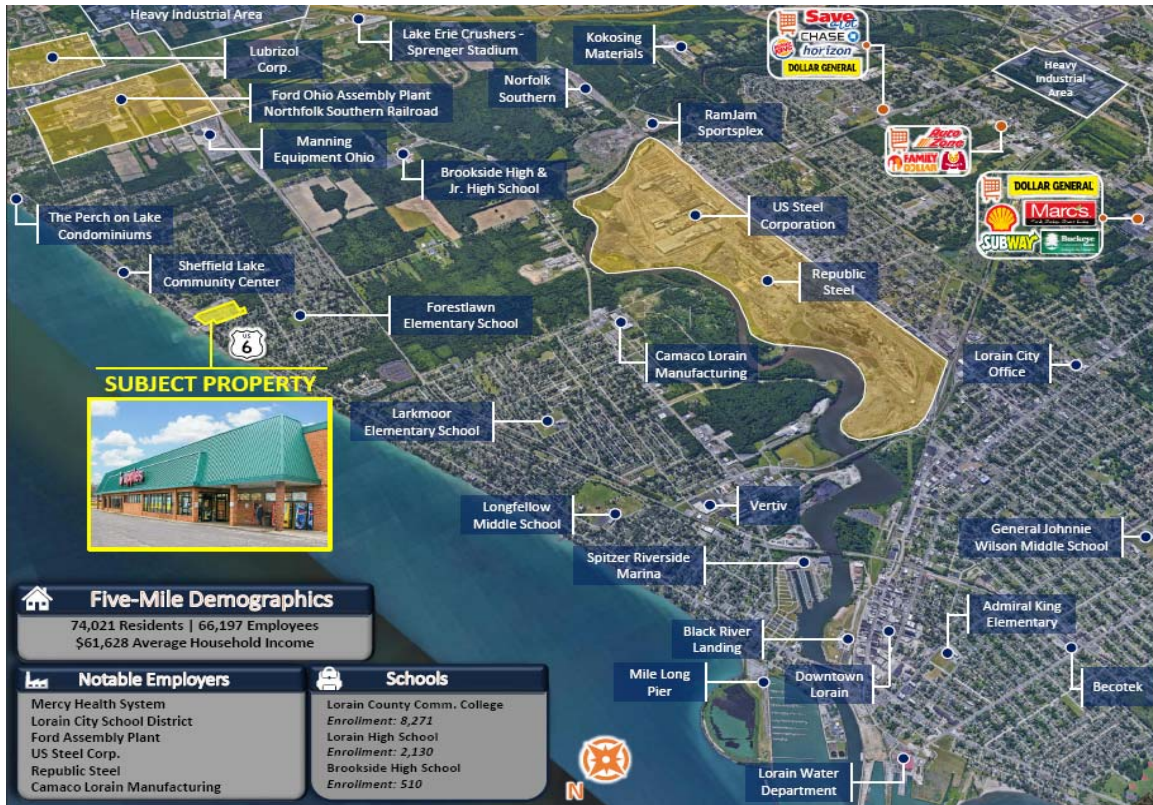 Heavy Industrial Area
Lubrizol
Corp.
Lake Erie Crushers -
Sprenger Stadium
Kokosing
Materials
Save
a lot
CHASE
BURGER KING
horizon
DOLLAR GENERAL
Heavy
Industrial
Area
Ford Ohio Assembly Plant
Northfolk Southern Railroad
Norfolk
Southern
RamJam
Sportsplex
Auto
Zone
FAMILY
DOLLAR
Manning
Equipment Ohio
Brookside High &
Jr. High School
DOLLAR GENERAL
Marc's
SUBWAY
Buckeye
The Perch on Lake
Condominiums
US Steel
Corporation
Sheffield Lake
Community Center
Republic
Steel
Forestlawn
Elementary School
US
6
Camaco Lorain
Manufacturing
Lorain City
Office
SUBJECT PROPERTY
Larkmoor
Elementary School
Longfellow
Middle School
Vertiv
General Johnnie
Wilson Middle School
Spitzer Riverside
Marina
Admiral King
Elementary
Black River
Landing
Mile Long
Pier
Downtown
Lorain
Becotek
Lorain Water
Department
Five-Mile Demographics
74,021 Residents | 66,197 Employees
$61,628 Average Household Income
Notable Employers
Mercy Health System
Lorain City School District
Ford Assembly Plant
US Steel Corp.
Republic Steel
Camaco Lorain Manufacturing
Schools
Lorain County Comm. College
Enrollment: 8,271
Lorain High School
Enrollment: 2,130
Brookside High School
Enrollment: 510
N